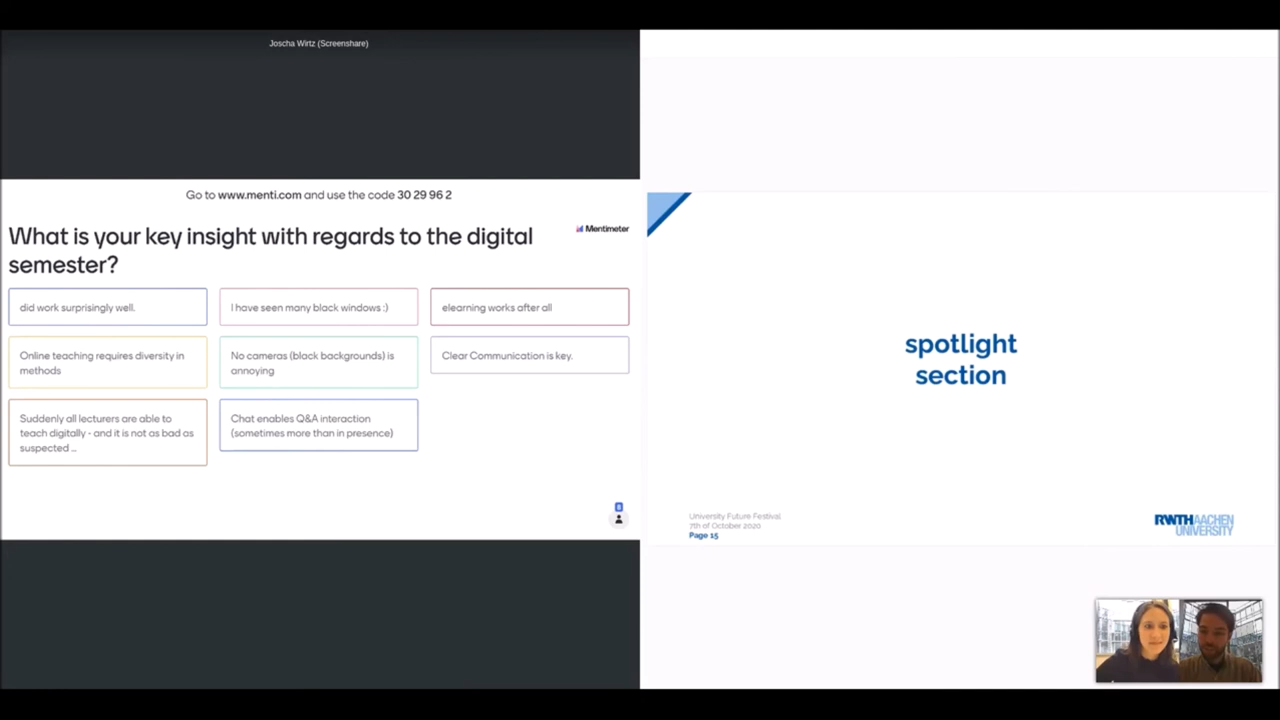 Joscha Wirtz (Screenshare)
Go to www.menti.com and use the code 30 29 96 2
What is your key insight with regards to the digital
semester?
Mentimeter
did work surprisingly well.
I have seen many black windows :)
elearning works after all
Online teaching requires diversity in
methods
No cameras (black backgrounds) is
annoying
Clear Communication is key.
Suddenly all lecturers are able to
teach digitally - and it is not as bad as
suspected ...
Chat enables Q&A interaction
(sometimes more than in presence)
8
spotlight
section
University Future Festival
7th of October 2020
Page 15
RWTH AACHEN
UNIVERSITY